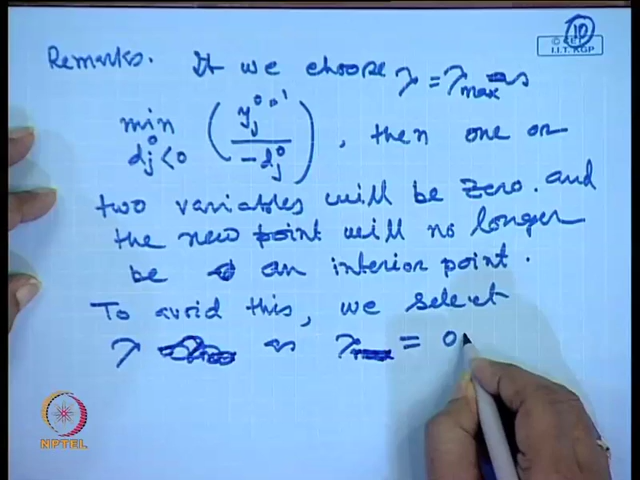 10
I.I.T. KGP
Remarks. If we choose λ = λmax as
min dj⁰<0 ( yj⁰' / -dj⁰ ), then one or
two variables will be zero. and
the new point will no longer
be an interior point.
To avoid this, we select
λ as λ = 0
NPTEL